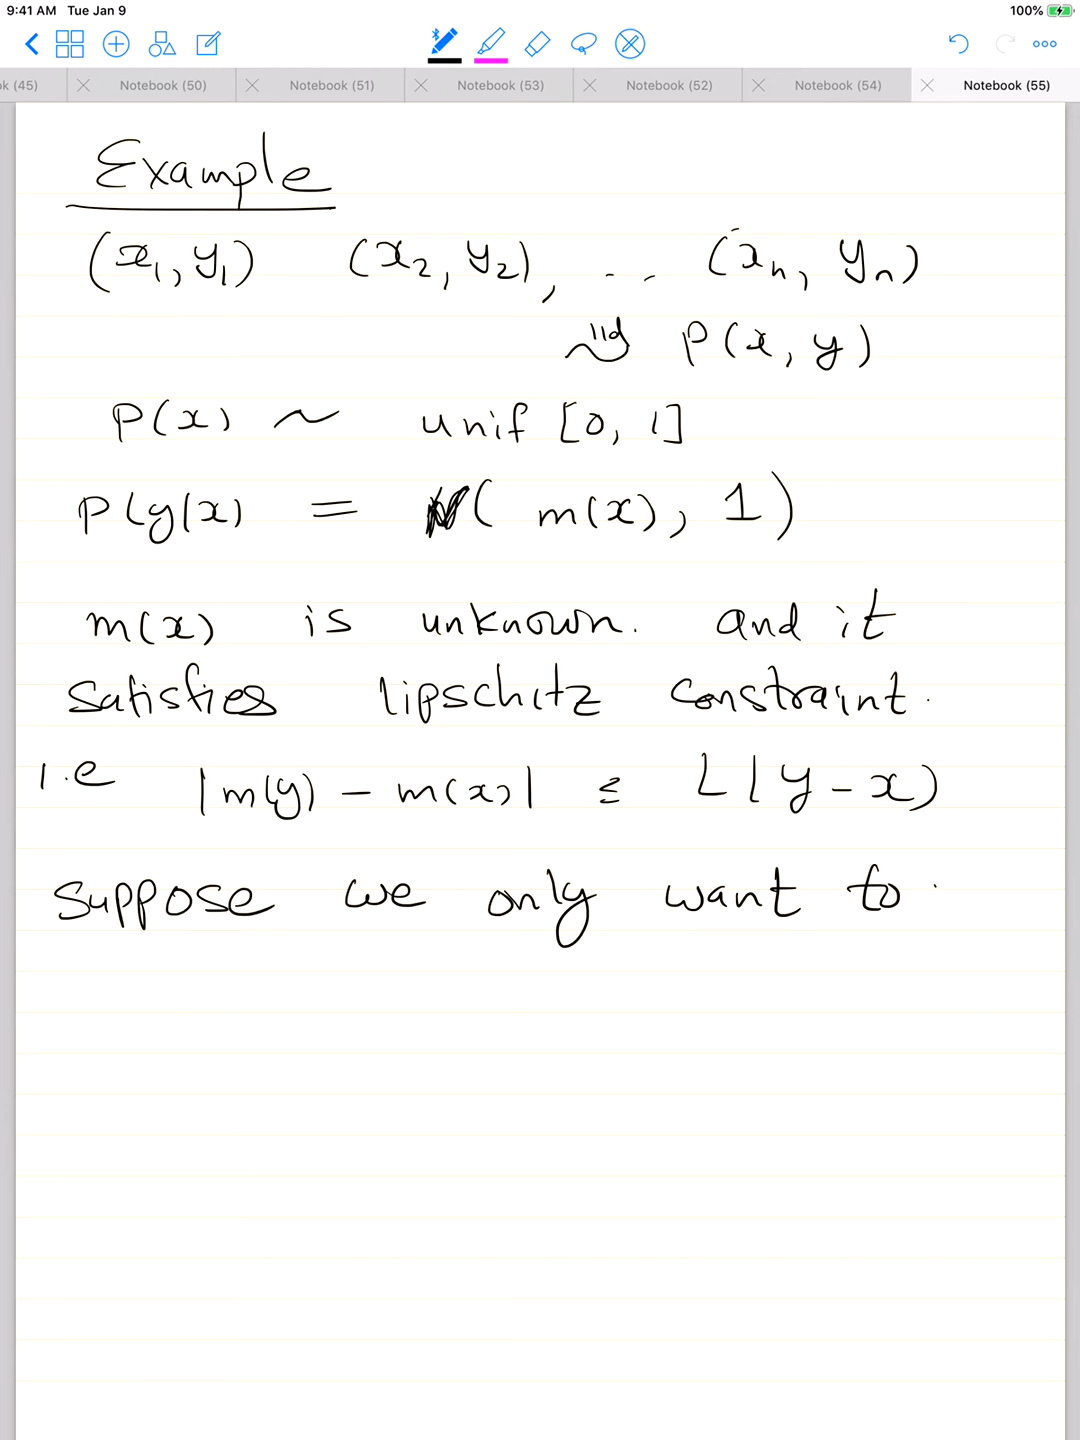 9:41 AM Tue Jan 9 100%
k (45) Notebook (50) Notebook (51) Notebook (53) Notebook (52) Notebook (54) Notebook (55)
Example
(x₁, y₁) (x₂, y₂), ... (xₙ, yₙ)
~iid P(x, y)
P(x) ~ unif [0, 1]
P(y|x) = N( m(x), 1)
m(x) is unknown. and it
satisfies lipschitz constraint.
i.e |m(y) - m(x)| ≤ L|y-x)
suppose we only want to.